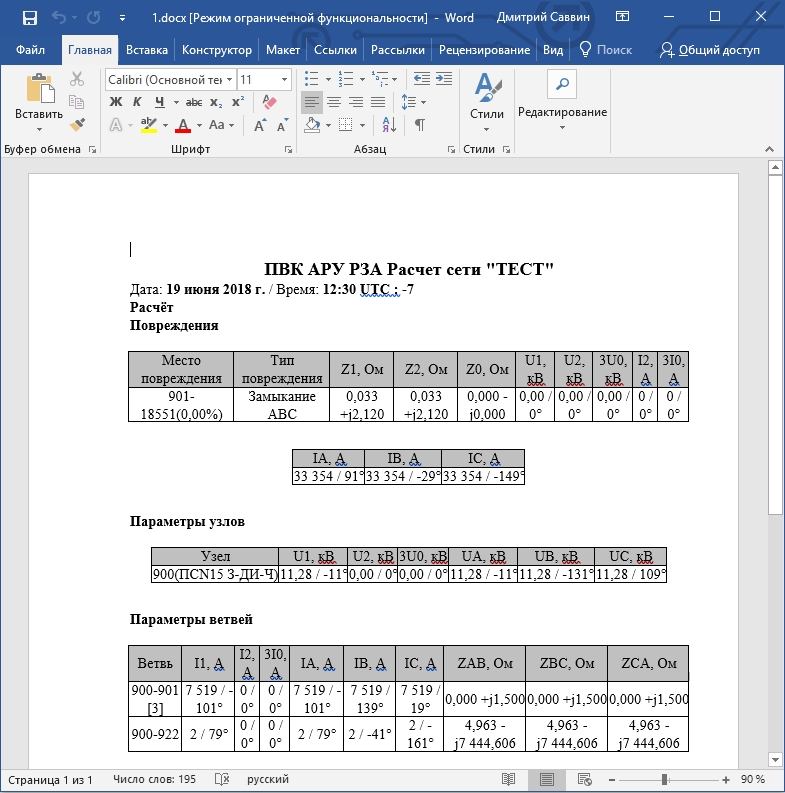 1.docx [Режим ограниченной функциональности] - Word Дмитрий Саввин
Файл Главная Вставка Конструктор Макет Ссылки Рассылки Рецензирование Вид Поиск Общий доступ
Calibri (Основной тек 11
Вставить
Ж К Ч abc x₂ x²
A ab A Aa A A
Стили
Редактирование
Буфер обмена Шрифт Абзац Стили
ПВК АРУ РЗА Расчет сети "ТЕСТ"
Дата: 19 июня 2018 г. / Время: 12:30 UTC : -7
Расчёт
Повреждения
Место повреждения Тип повреждения Z1, Ом Z2, Ом Z0, Ом U1, кВ U2, кВ 3U0, кВ I2, А 3I0, А
901-18551(0,00%) Замыкание ABC 0,033 +j2,120 0,033 +j2,120 0,000 -j0,000 0,00 / 0° 0,00 / 0° 0,00 / 0° 0 / 0° 0 / 0°
IA, А IB, А IC, А
33 354 / 91° 33 354 / -29° 33 354 / -149°
Параметры узлов
Узел U1, кВ U2, кВ 3U0, кВ UA, кВ UB, кВ UC, кВ
900(ПСN15 З-ДИ-Ч) 11,28 / -11° 0,00 / 0° 0,00 / 0° 11,28 / -11° 11,28 / -131° 11,28 / 109°
Параметры ветвей
Ветвь I1, А I2, А 3I0, А IA, А IB, А IC, А ZAB, Ом ZBC, Ом ZCA, Ом
900-901 [3] 7 519 / -101° 0 / 0° 0 / 0° 7 519 / -101° 7 519 / 139° 7 519 / 19° 0,000 +j1,500 0,000 +j1,500 0,000 +j1,500
900-922 2 / 79° 0 / 0° 0 / 0° 2 / 79° 2 / -41° 2 / -161° 4,963 -j7 444,606 4,963 -j7 444,606 4,963 -j7 444,606
Страница 1 из 1 Число слов: 195 русский 90 %